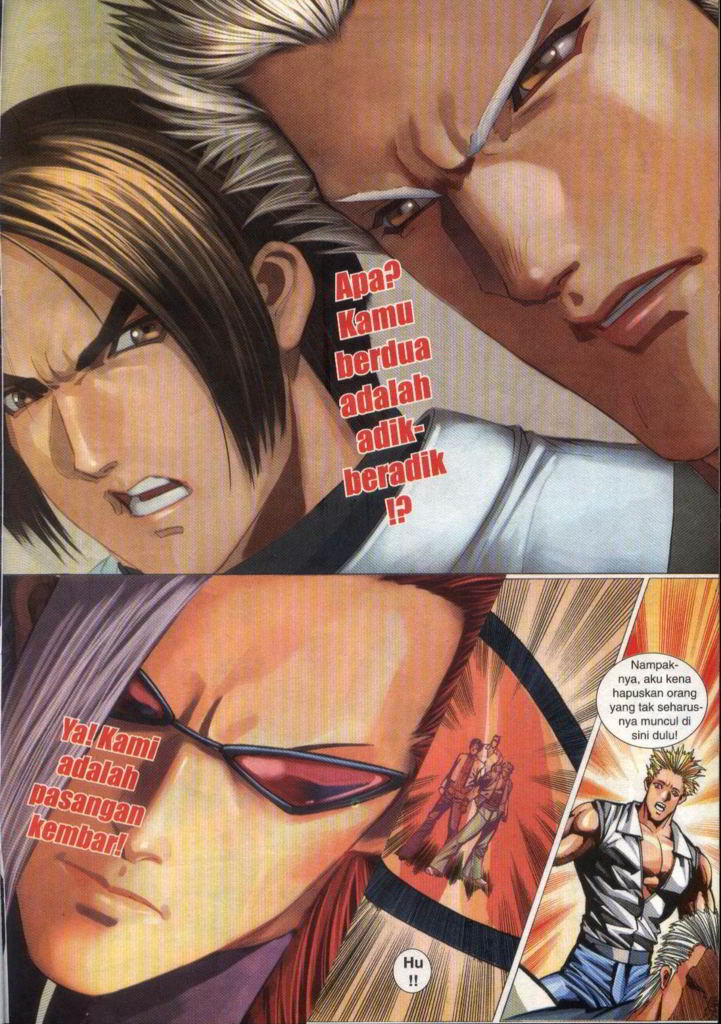 Apa?
Kamu
berdua
adalah
adik-
beradik
!?
Ya! Kami
adalah
pasangan
kembar!
Nampak-
nya, aku kena
hapuskan orang
yang tak seharus-
nya muncul di
sini dulu!
Hu
!!